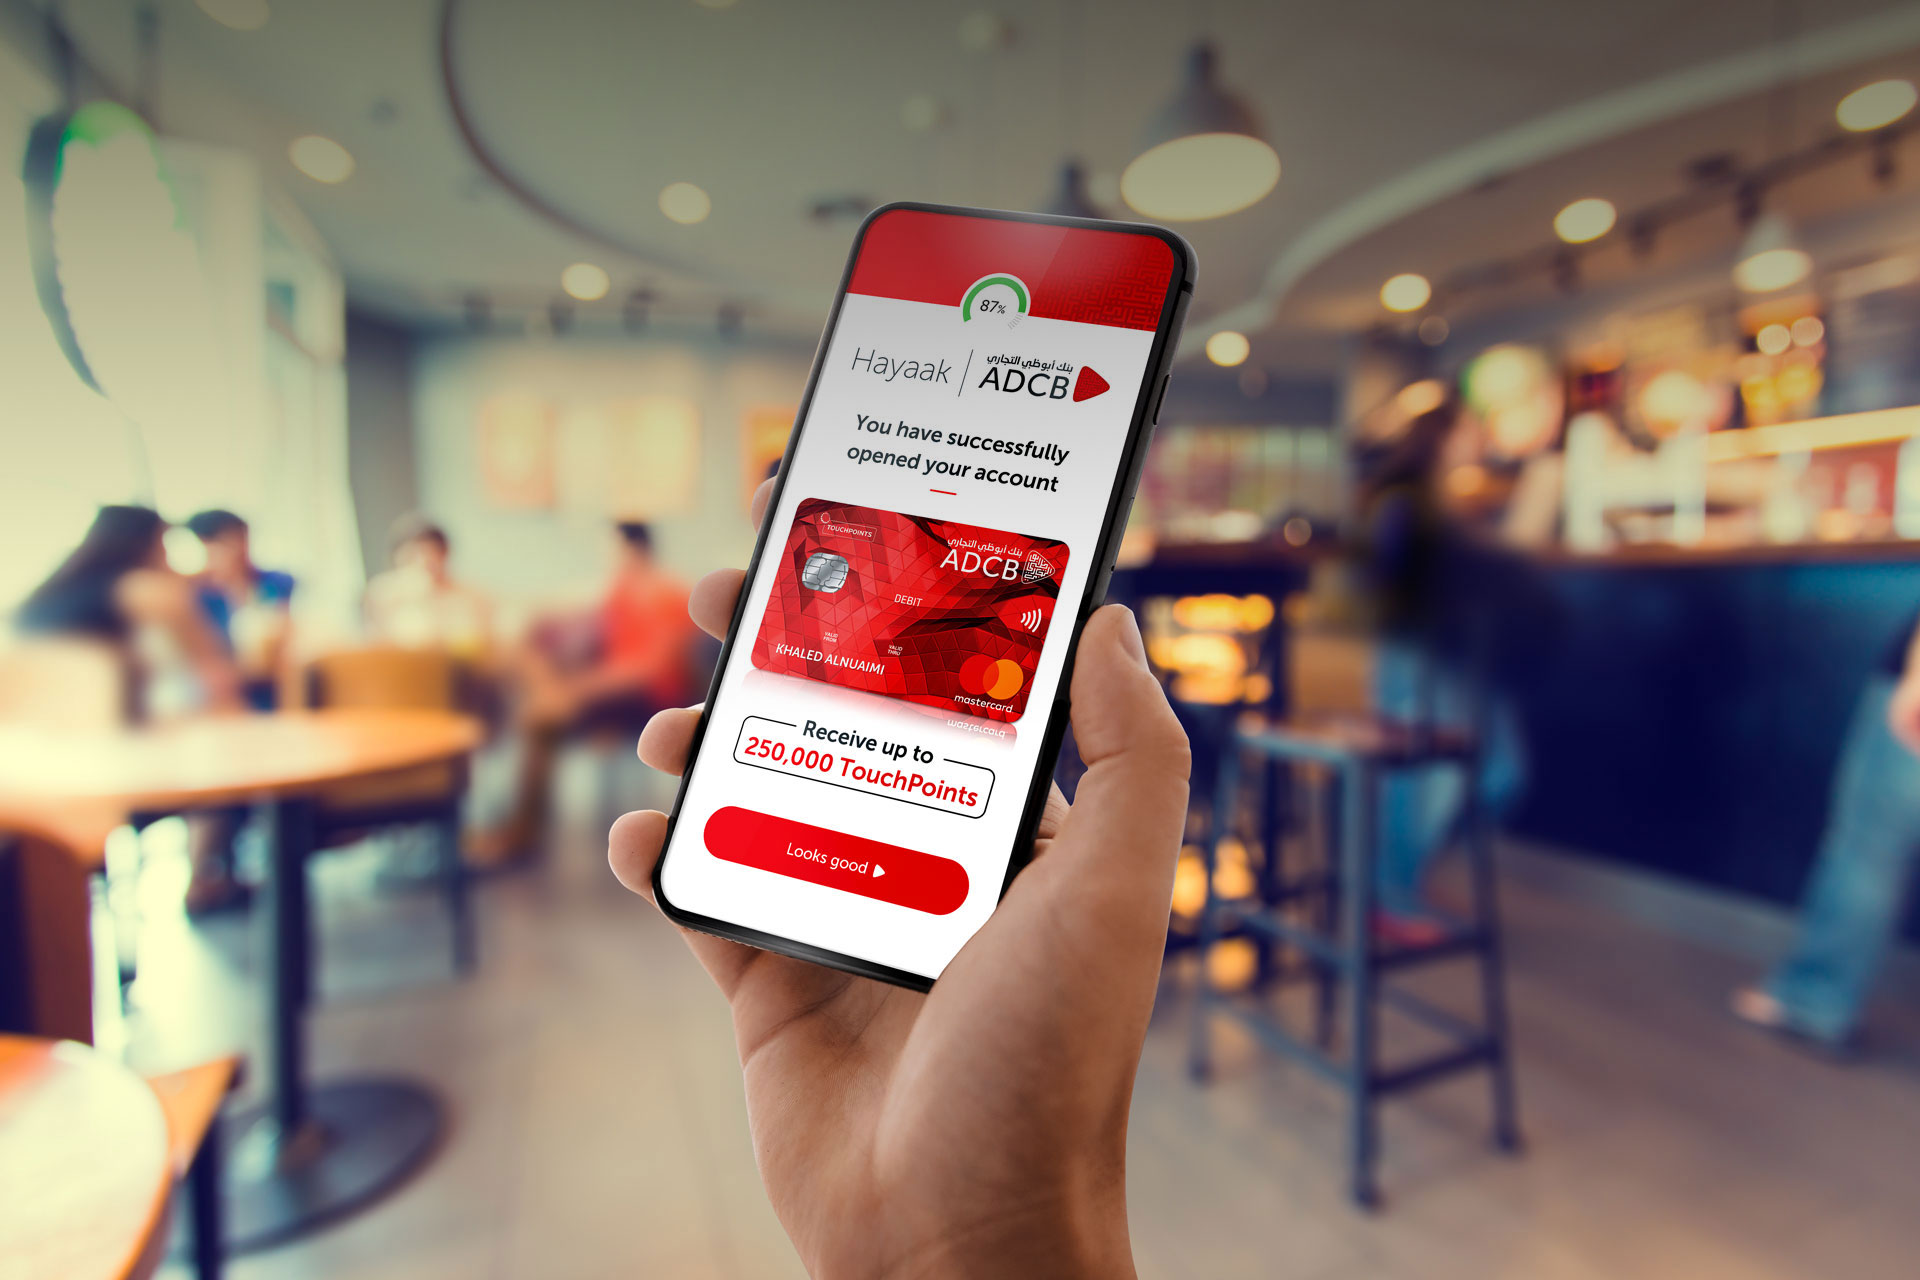 87%
Hayaak
بنك أبوظبي التجاري
ADCB
You have successfully
opened your account
TOUCHPOINTS
بنك أبوظبي التجاري
ADCB
DEBIT
VALID
FROM
VALID
THRU
KHALED ALNUAIMI
mastercard
Receive up to
250,000 TouchPoints
Looks good